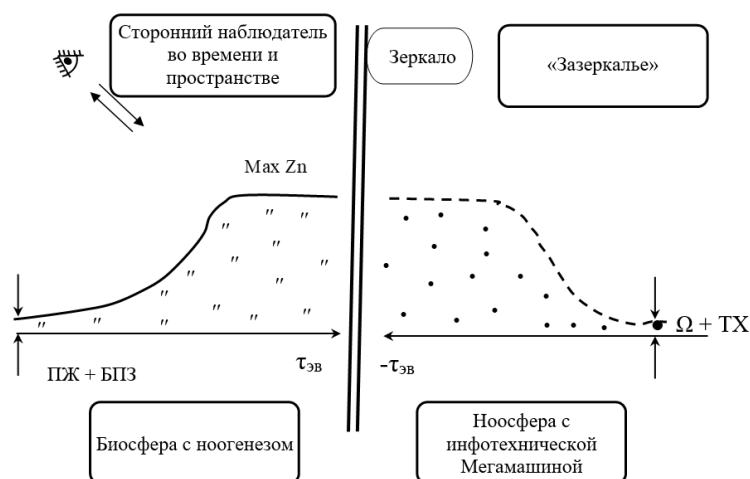 Сторонний наблюдатель
во времени и
пространстве
Зеркало
«Зазеркалье»
Max Zn
τэв
-τэв
Ω + ТХ
ПЖ + БПЗ
Биосфера с ноогенезом
Ноосфера с
инфотехнической
Мегамашиной